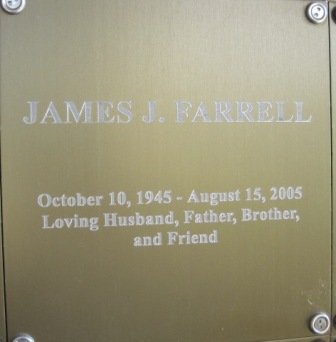 JAMES J. FARRELL
October 10, 1945 - August 15, 2005
Loving Husband, Father, Brother,
and Friend